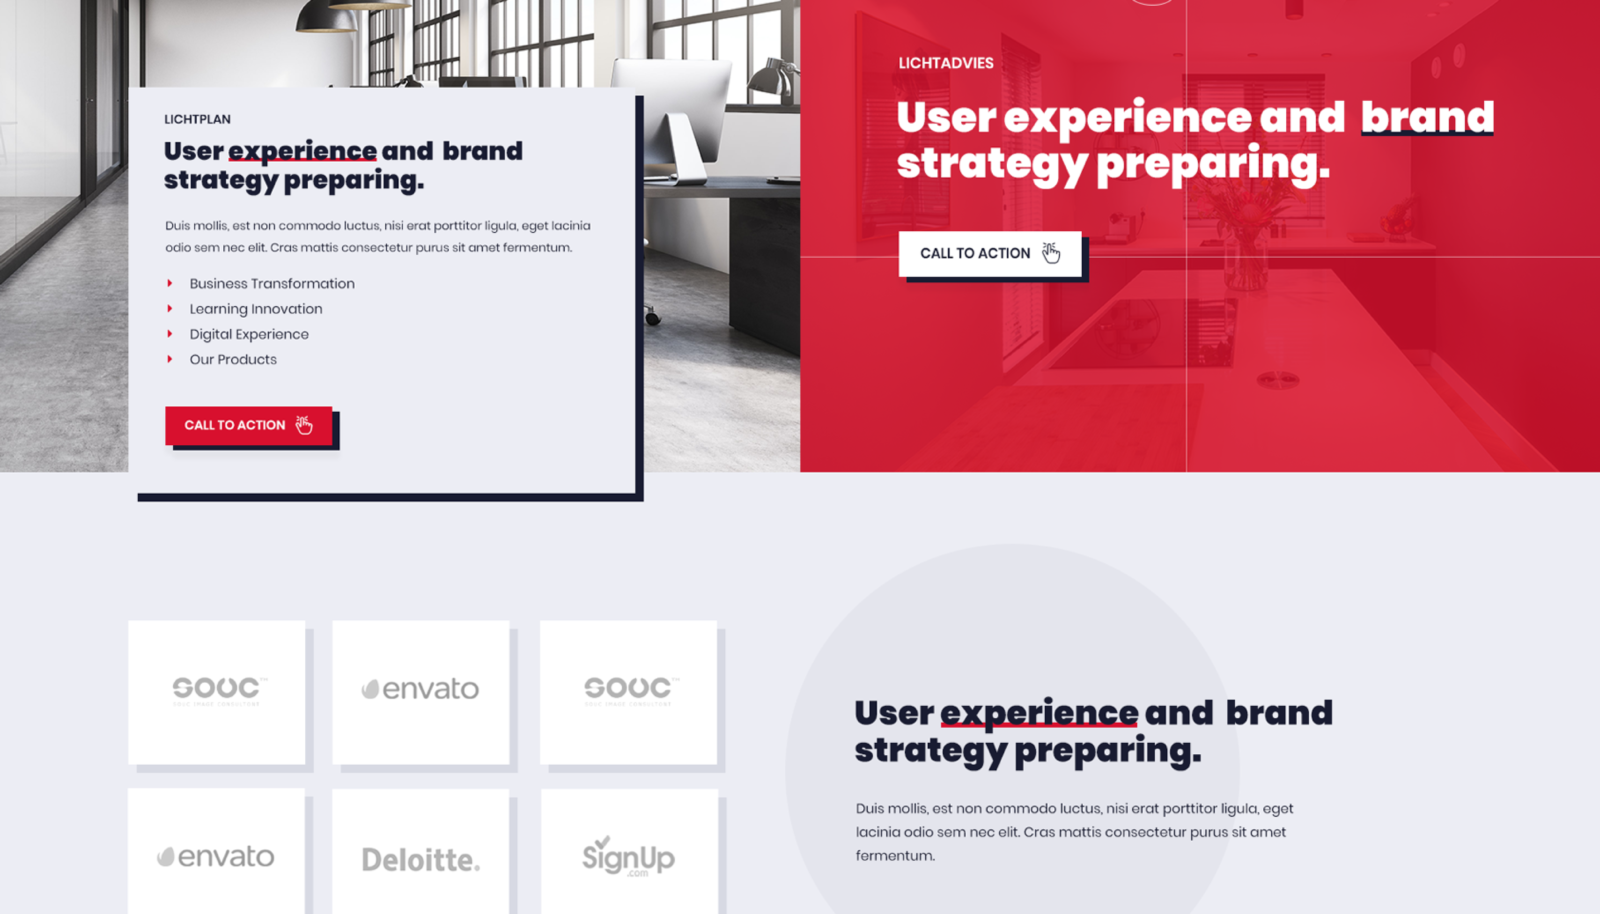 LICHTPLAN
User experience and brand
strategy preparing.
Duis mollis, est non commodo luctus, nisi erat porttitor ligula, eget lacinia
odio sem nec elit. Cras mattis consectetur purus sit amet fermentum.
Business Transformation
Learning Innovation
Digital Experience
Our Products
CALL TO ACTION
LICHTADVIES
User experience and brand
strategy preparing.
CALL TO ACTION
SOUC
envato
SOUC
envato
Deloitte.
SignUp
.com
User experience and brand
strategy preparing.
Duis mollis, est non commodo luctus, nisi erat porttitor ligula, eget
lacinia odio sem nec elit. Cras mattis consectetur purus sit amet
fermentum.